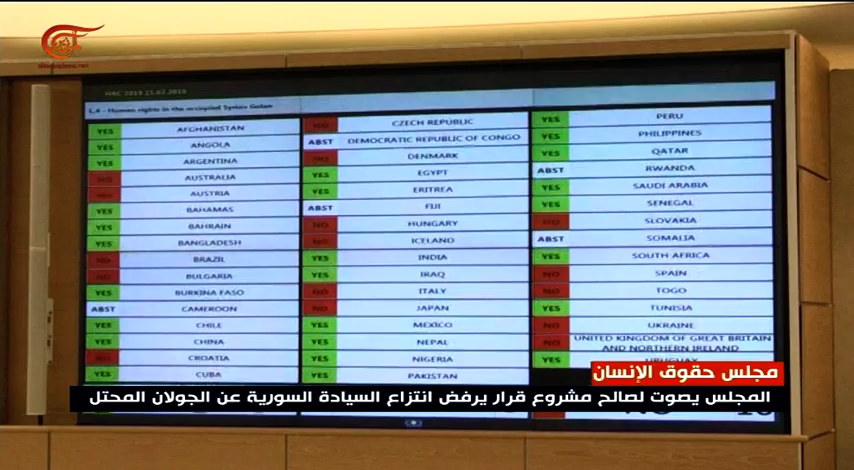 almayadeen.net
HRC 2019 21.02.2019
L.4 - Human rights in the occupied Syrian Golan
YES AFGHANISTAN
YES ANGOLA
YES ARGENTINA
NO AUSTRALIA
NO AUSTRIA
YES BAHAMAS
YES BAHRAIN
YES BANGLADESH
NO BRAZIL
NO BULGARIA
YES BURKINA FASO
ABST CAMEROON
YES CHILE
YES CHINA
NO CROATIA
YES CUBA
NO CZECH REPUBLIC
ABST DEMOCRATIC REPUBLIC OF CONGO
NO DENMARK
YES EGYPT
YES ERITREA
ABST FIJI
NO HUNGARY
NO ICELAND
YES INDIA
YES IRAQ
NO ITALY
NO JAPAN
YES MEXICO
YES NEPAL
YES NIGERIA
YES PAKISTAN
YES PERU
YES PHILIPPINES
YES QATAR
ABST RWANDA
YES SAUDI ARABIA
YES SENEGAL
NO SLOVAKIA
ABST SOMALIA
YES SOUTH AFRICA
NO SPAIN
NO TOGO
YES TUNISIA
NO UKRAINE
NO UNITED KINGDOM OF GREAT BRITAIN
AND NORTHERN IRELAND
YES URUGUAY
مجلس حقوق الإنسان
المجلس يصوت لصالح مشروع قرار يرفض انتزاع السيادة السورية عن الجولان المحتل